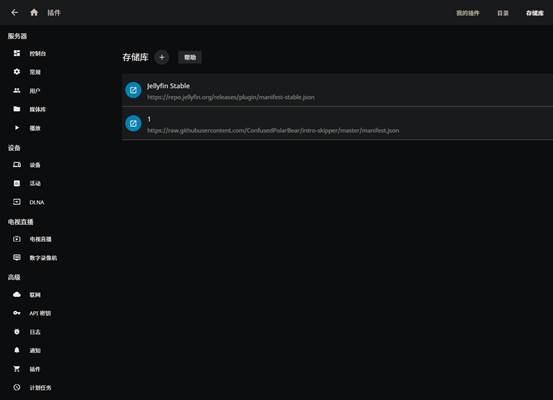 插件
我的插件 目录 存储库
服务器
控制台
常规
用户
媒体库
播放
设备
设备
活动
DLNA
电视直播
电视直播
数字录像机
高级
联网
API 密钥
日志
通知
插件
计划任务
存储库
帮助
Jellyfin Stable
https://repo.jellyfin.org/releases/plugin/manifest-stable.json
1
https://raw.githubusercontent.com/ConfusedPolarBear/intro-skipper/master/manifest.json